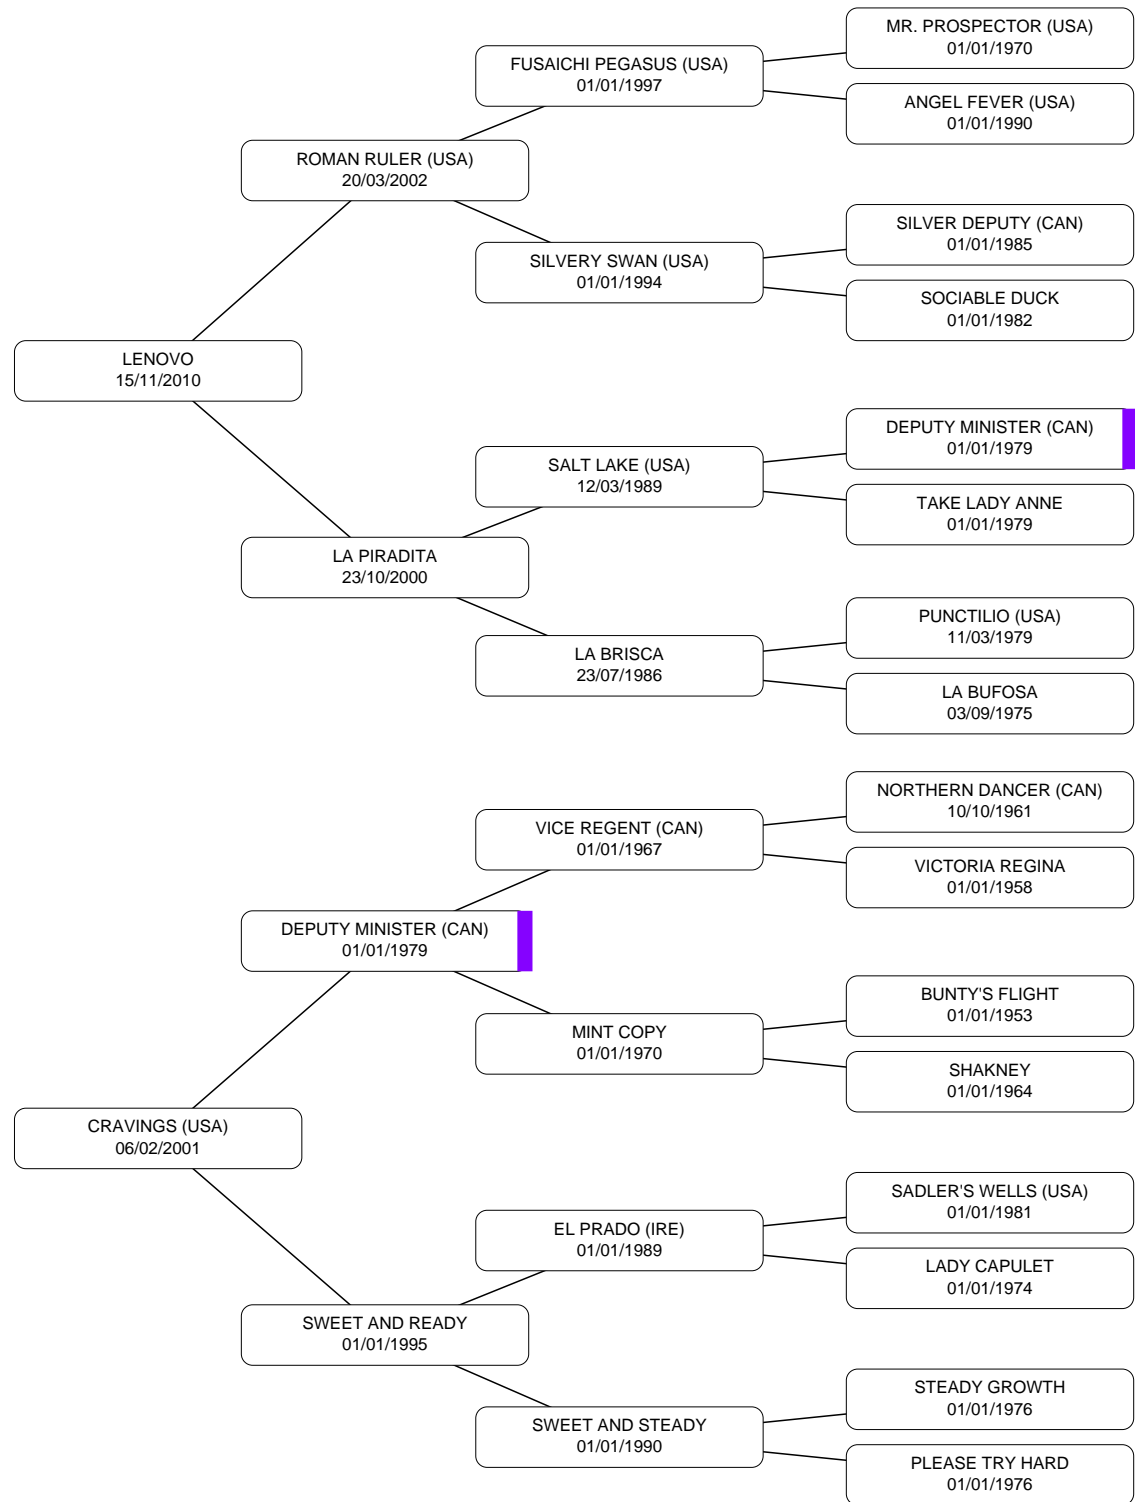 MR. PROSPECTOR (USA)
01/01/1970
FUSAICHI PEGASUS (USA)
01/01/1997
ANGEL FEVER (USA)
01/01/1990
ROMAN RULER (USA)
20/03/2002
SILVER DEPUTY (CAN)
01/01/1985
SILVERY SWAN (USA)
01/01/1994
SOCIABLE DUCK
01/01/1982
LENOVO
15/11/2010
DEPUTY MINISTER (CAN)
01/01/1979
SALT LAKE (USA)
12/03/1989
TAKE LADY ANNE
01/01/1979
LA PIRADITA
23/10/2000
PUNCTILIO (USA)
11/03/1979
LA BRISCA
23/07/1986
LA BUFOSA
03/09/1975
NORTHERN DANCER (CAN)
10/10/1961
VICE REGENT (CAN)
01/01/1967
VICTORIA REGINA
01/01/1958
DEPUTY MINISTER (CAN)
01/01/1979
BUNTY'S FLIGHT
01/01/1953
MINT COPY
01/01/1970
SHAKNEY
01/01/1964
CRAVINGS (USA)
06/02/2001
SADLER'S WELLS (USA)
01/01/1981
EL PRADO (IRE)
01/01/1989
LADY CAPULET
01/01/1974
SWEET AND READY
01/01/1995
STEADY GROWTH
01/01/1976
SWEET AND STEADY
01/01/1990
PLEASE TRY HARD
01/01/1976